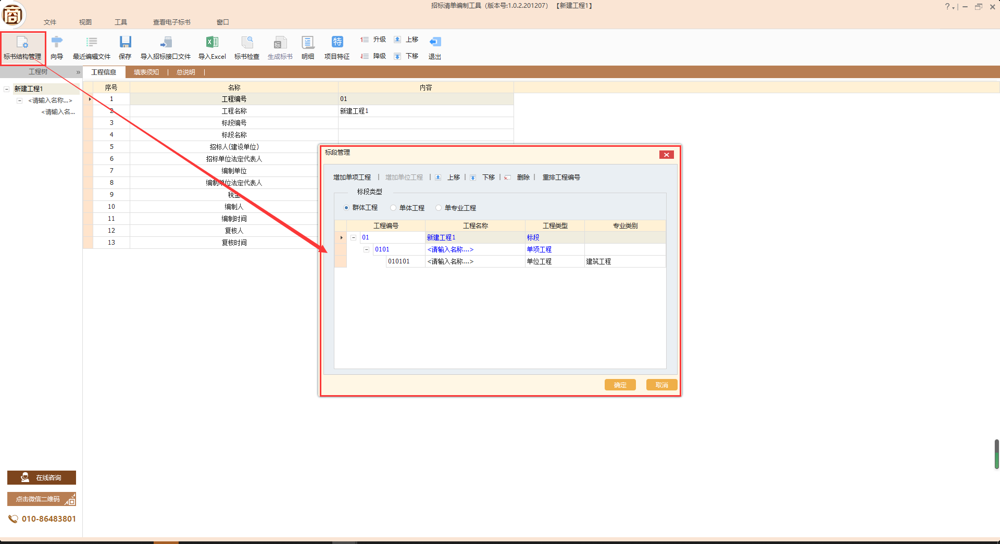 招标清单编制工具（版本号:1.0.2.201207）【新建工程1】
商
文件 视图 工具 查看电子标书 窗口
标书结构管理 向导 最近编辑文件 保存 导入招标接口文件 导入Excel 标书检查 生成标书 明细 项目特征 升级 上移 降级 下移 退出
特
标
工程树 »
工程信息 填表须知 总说明
新建工程1
<请输入名称...>
<请输入名...
序号 名称 内容
1 工程编号 01
2 工程名称 新建工程1
3 标段编号
4 标段名称
5 招标人(建设单位)
6 招标单位法定代表人
7 编制单位
8 编制单位法定代表人
9 税金
10 编制人
11 编制时间
12 复核人
13 复核时间
标段管理
增加单项工程 增加单位工程 上移 下移 删除 重排工程编号
标段类型
群体工程 单体工程 单专业工程
工程编号 工程名称 工程类型 专业类别
01 新建工程1 标段
0101 <请输入名称...> 单项工程
010101 <请输入名称...> 单位工程 建筑工程
确定 取消
在线咨询
点击微信二维码
010-86483801